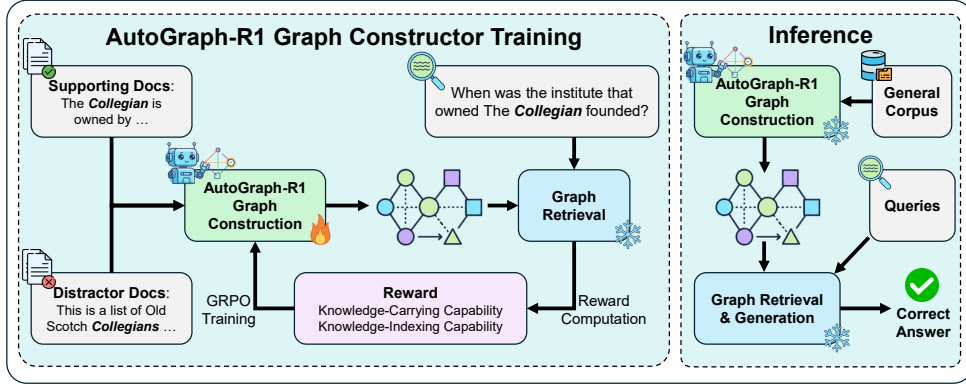 AutoGraph-R1 Graph Constructor Training
Supporting Docs:
The Collegian is
owned by …
When was the institute that
owned The Collegian founded?
AutoGraph-R1
Graph
Construction
Graph
Retrieval
Distractor Docs:
This is a list of Old
Scotch Collegians …
GRPO
Training
Reward
Knowledge-Carrying Capability
Knowledge-Indexing Capability
Reward
Computation
Inference
AutoGraph-R1
Graph
Construction
General
Corpus
Queries
Graph Retrieval
& Generation
Correct
Answer